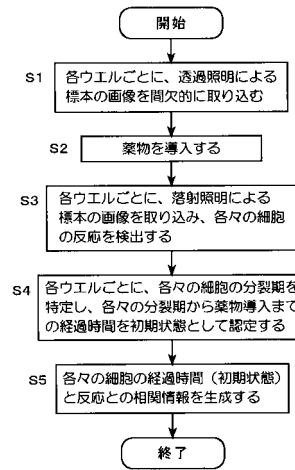 開始
S1
各ウエルごとに、透過照明による
標本の画像を間欠的に取り込む
S2
薬物を導入する
S3
各ウエルごとに、落射照明による
標本の画像を取り込み、各々の細胞
の反応を検出する
S4
各ウエルごとに、各々の細胞の分裂期を
特定し、各々の分裂期から薬物導入まで
の経過時間を初期状態として認定する
S5
各々の細胞の経過時間（初期状態）
と反応との相関情報を生成する
終了